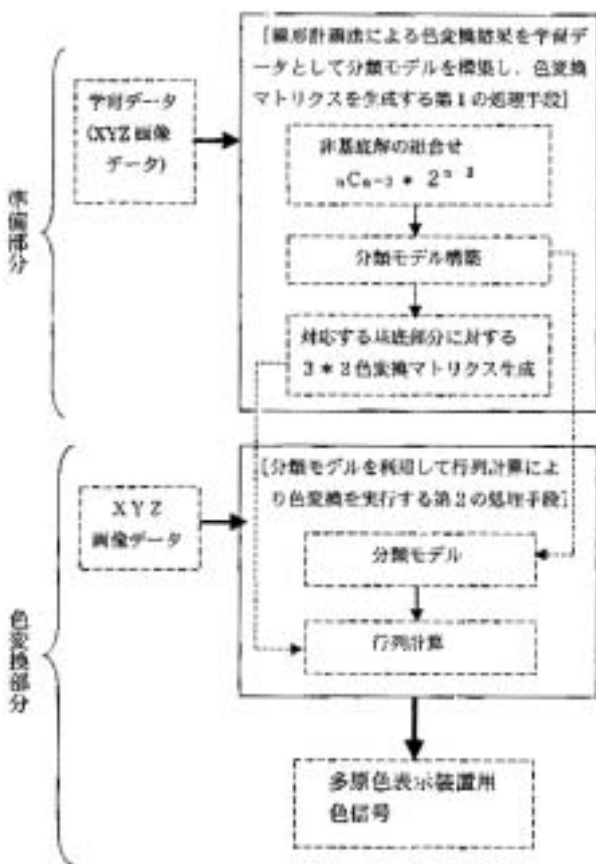 [線形計画法による色変換結果を学習デ
ータとして分類モデルを構築し、色変換
マトリクスを生成する第1の処理手段]
学習データ
(XYZ画像
データ)
非基底解の組合せ
nCn-3 * 2^n-3
分類モデル構築
対応する基底部分に対する
3*3色変換マトリクス生成
準備部分
[分類モデルを利用して行列計算によ
り色変換を実行する第2の処理手段]
XYZ
画像データ
分類モデル
行列計算
色変換部分
多原色表示装置用
色信号